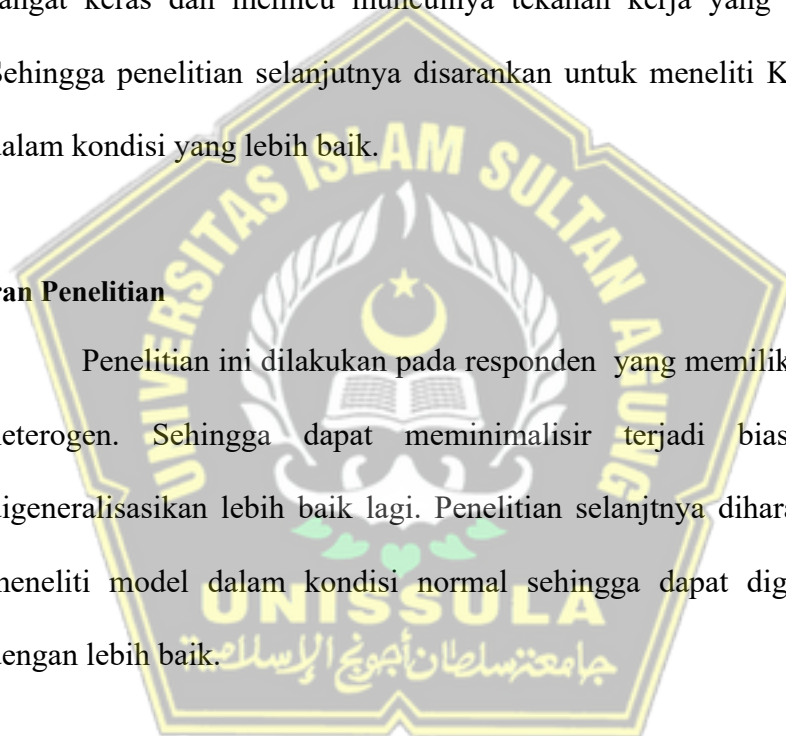 keras dan memicu munculnya tekanan kerja yang
Sehingga penelitian selanjutnya disarankan untuk meneliti K
dalam kondisi yang lebih baik.
ran Penelitian
Penelitian ini dilakukan pada responden yang memilik
heterogen. Sehingga dapat meminimalisir terjadi bias
digeneralisasikan lebih baik lagi. Penelitian selanjtnya dihara
meneliti model dalam kondisi normal sehingga dapat dig
dengan lebih baik.
UNIVERSITAS ISLAM SULTAN AGUNG
UNISSULA
جامعتسلطان أجونج الإسلامية